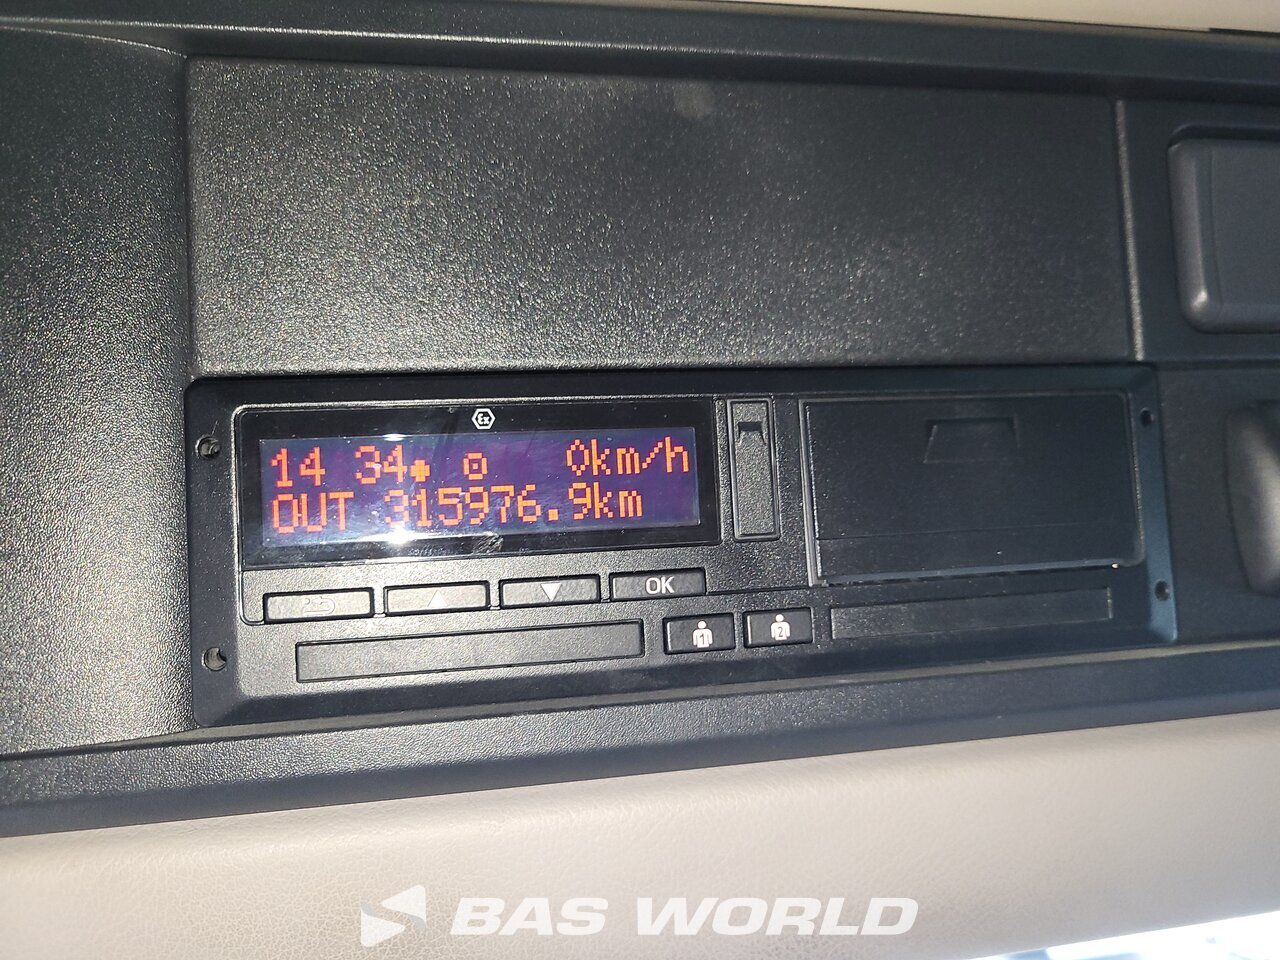 Ex
14 34 0km/h
OUT 315976.9km
OK
1 2
BAS WORLD